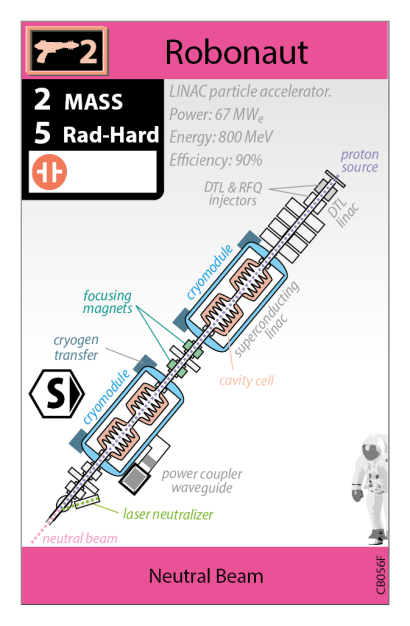 2
Robonaut
2 MASS
5 Rad-Hard
LINAC particle accelerator.
Power: 67 MWe
Energy: 800 MeV
Efficiency: 90%
proton
source
DTL & RFQ
injectors
DTL
linac
cryomodule
superconducting
linac
focusing
magnets
cryogen
transfer
cavity cell
S
cryomodule
power coupler
waveguide
laser neutralizer
neutral beam
Neutral Beam
CB056F